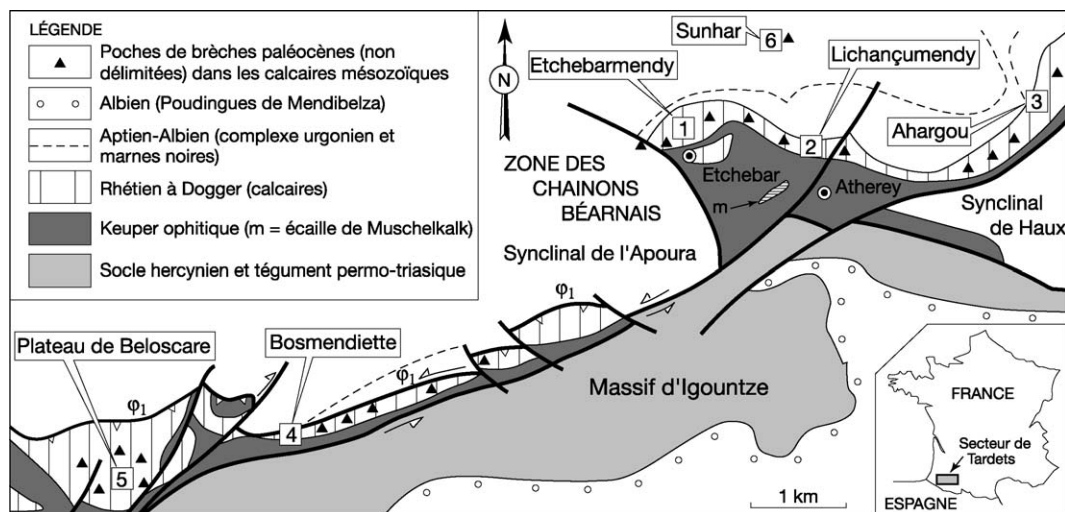 LÉGENDE
Poches de brèches paléocènes (non
délimitées) dans les calcaires mésozoïques
Albien (Poudingues de Mendibelza)
Aptien-Albien (complexe urgonien et
marnes noires)
Rhétien à Dogger (calcaires)
Keuper ophitique (m = écaille de Muschelkalk)
Socle hercynien et tégument permo-triasique
N
Sunhar
6
Etchebarmendy
Lichançumendy
1
2
3
Ahargou
ZONE DES
CHAINONS
BÉARNAIS
Etchebar
m
Atherey
Synclinal
de Haux
Synclinal de l'Apoura
φ1
Plateau de Beloscare
Bosmendiette
φ1
φ1
4
5
Massif d'Igountze
1 km
FRANCE
Secteur de
Tardets
ESPAGNE